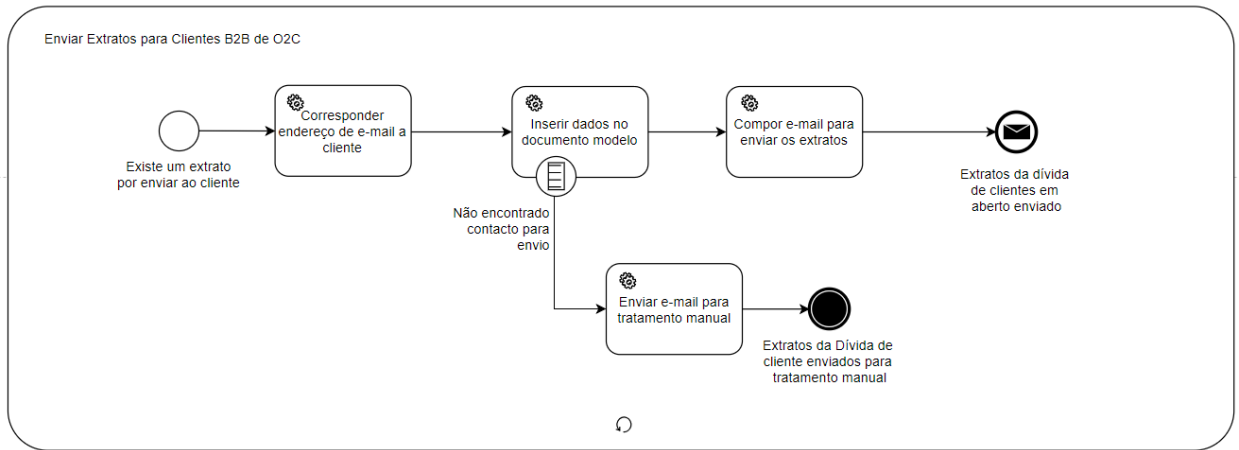 Enviar Extratos para Clientes B2B de O2C
Corresponder
endereço de e-mail a
cliente
Inserir dados no
documento modelo
Compor e-mail para
enviar os extratos
Existe um extrato
por enviar ao cliente
Extratos da dívida
de clientes em
aberto enviado
Não encontrado
contacto para
envio
Enviar e-mail para
tratamento manual
Extratos da Dívida de
cliente enviados para
tratamento manual